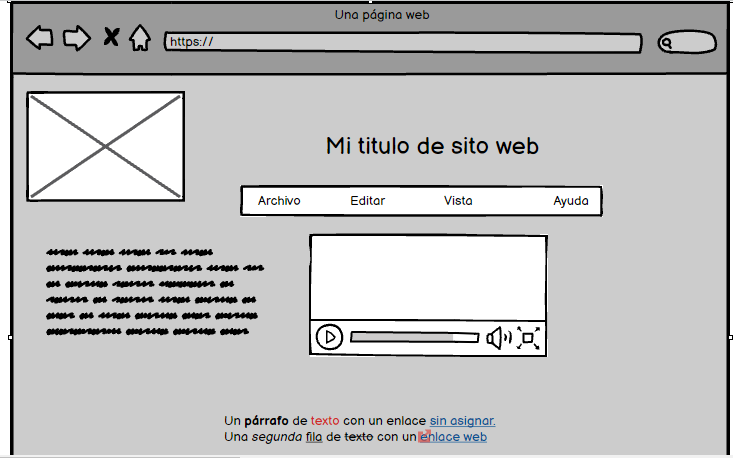 Una página web
https://
Mi titulo de sito web
Archivo Editar Vista Ayuda
Un párrafo de texto con un enlace sin asignar.
Una segunda fila de texto con un enlace web